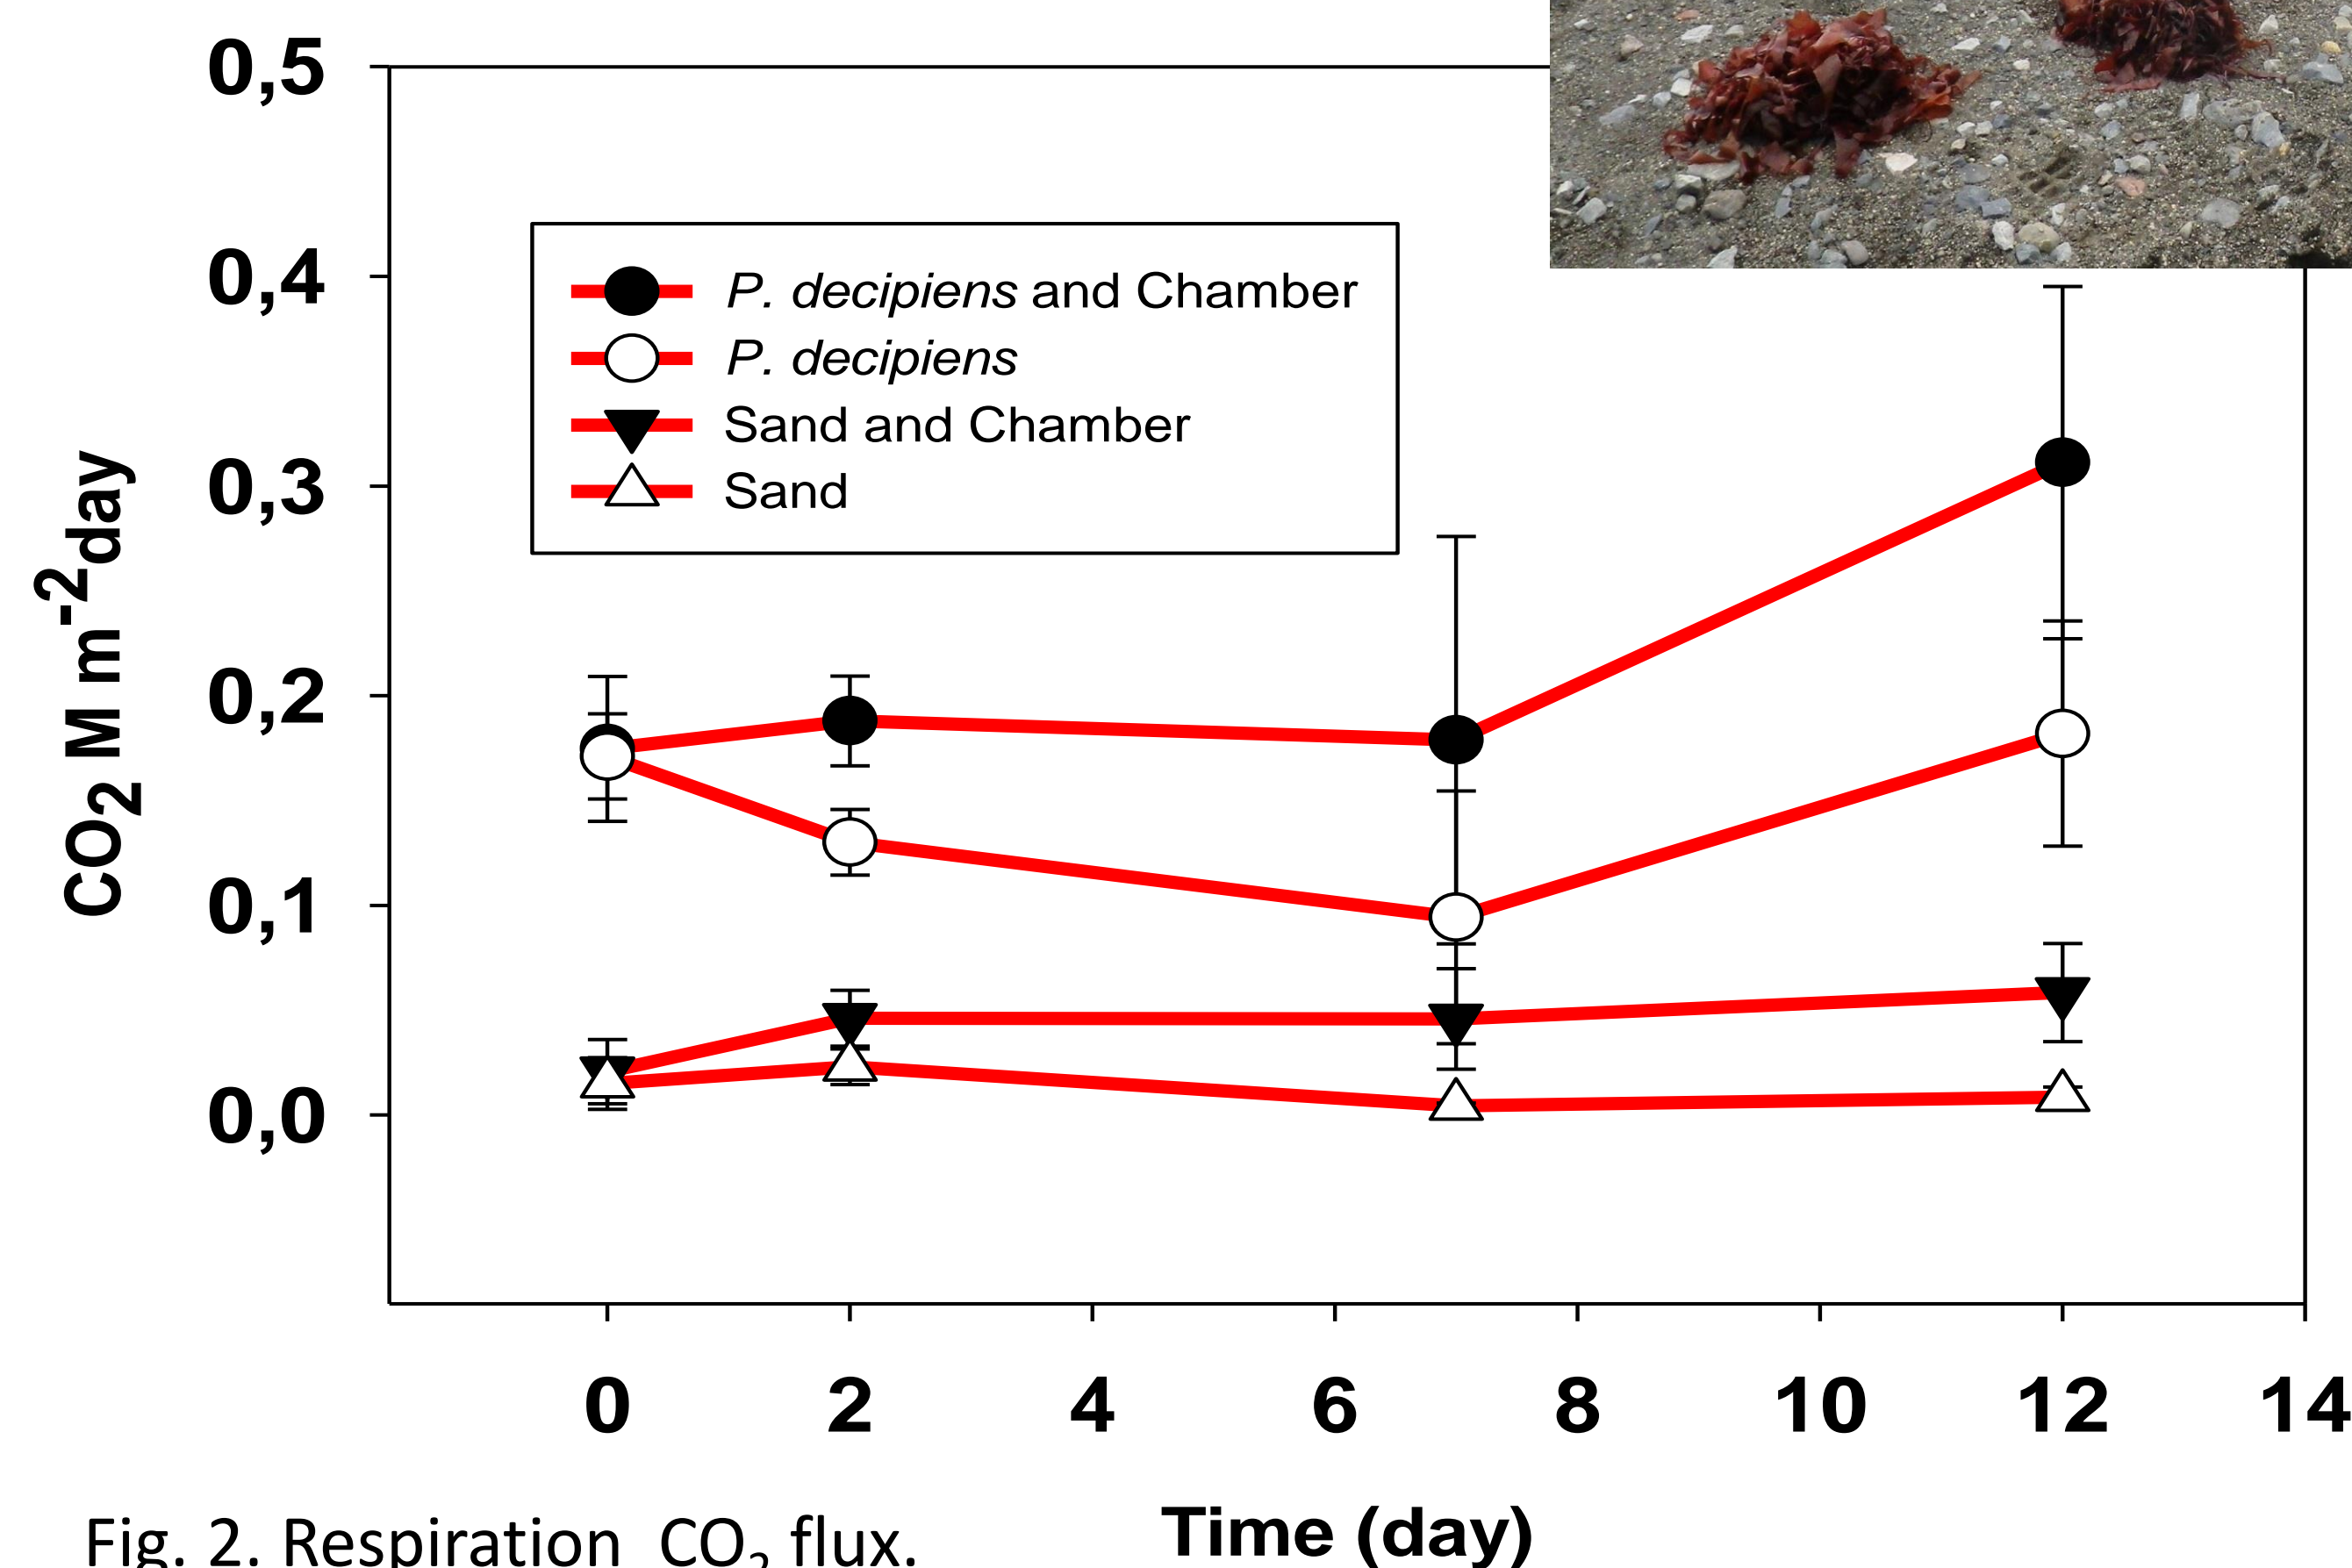 0,5
0,4
0,3
0,2
0,1
0,0
CO2 M m-2day
P. decipiens and Chamber
P. decipiens
Sand and Chamber
Sand
0 2 4 6 8 10 12 14
Time (day)
Fig. 2. Respiration CO2 flux.